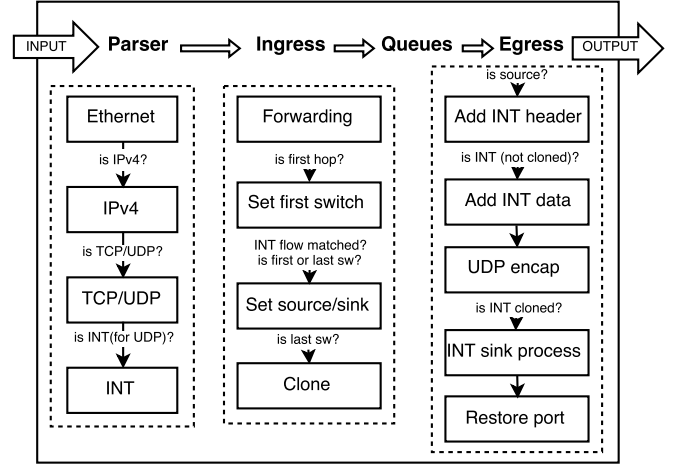 INPUT
Parser
Ingress
Queues
Egress
OUTPUT
Ethernet
is IPv4?
IPv4
is TCP/UDP?
TCP/UDP
is INT(for UDP)?
INT
Forwarding
is first hop?
Set first switch
INT flow matched?
is first or last sw?
Set source/sink
is last sw?
Clone
is source?
Add INT header
is INT (not cloned)?
Add INT data
UDP encap
is INT cloned?
INT sink process
Restore port